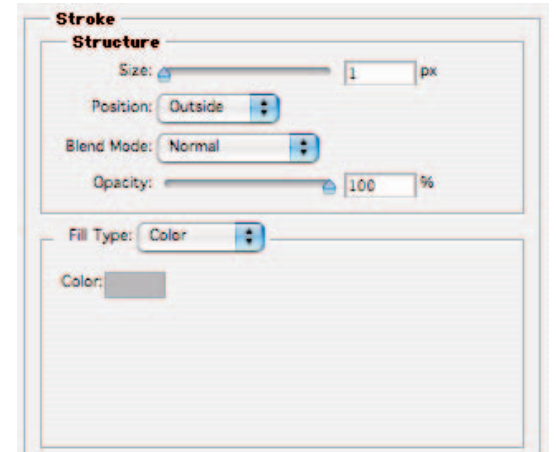 Stroke
Structure
Size: 1 px
Position: Outside
Blend Mode: Normal
Opacity: 100 %
Fill Type: Color
Color: